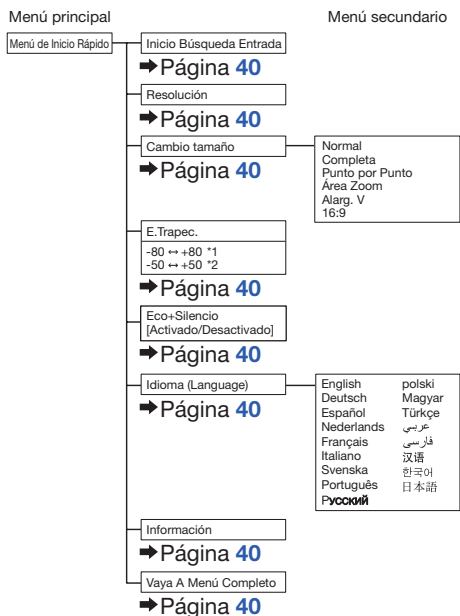 Menú principal
Menú secundario
Menú de Inicio Rápido
Inicio Búsqueda Entrada
➡Página 40
Resolución
➡Página 40
Cambio tamaño
➡Página 40
Normal
Completa
Punto por Punto
Área Zoom
Alarg. V
16:9
E.Trapec.
-80 ↔ +80 *1
-50 ↔ +50 *2
➡Página 40
Eco+Silencio
[Activado/Desactivado]
➡Página 40
Idioma (Language)
➡Página 40
English
Deutsch
Español
Nederlands
Français
Italiano
Svenska
Português
Русский
polski
Magyar
Türkçe
عربي
فارسی
汉语
한국어
日本語
Información
➡Página 40
Vaya A Menú Completo
➡Página 40